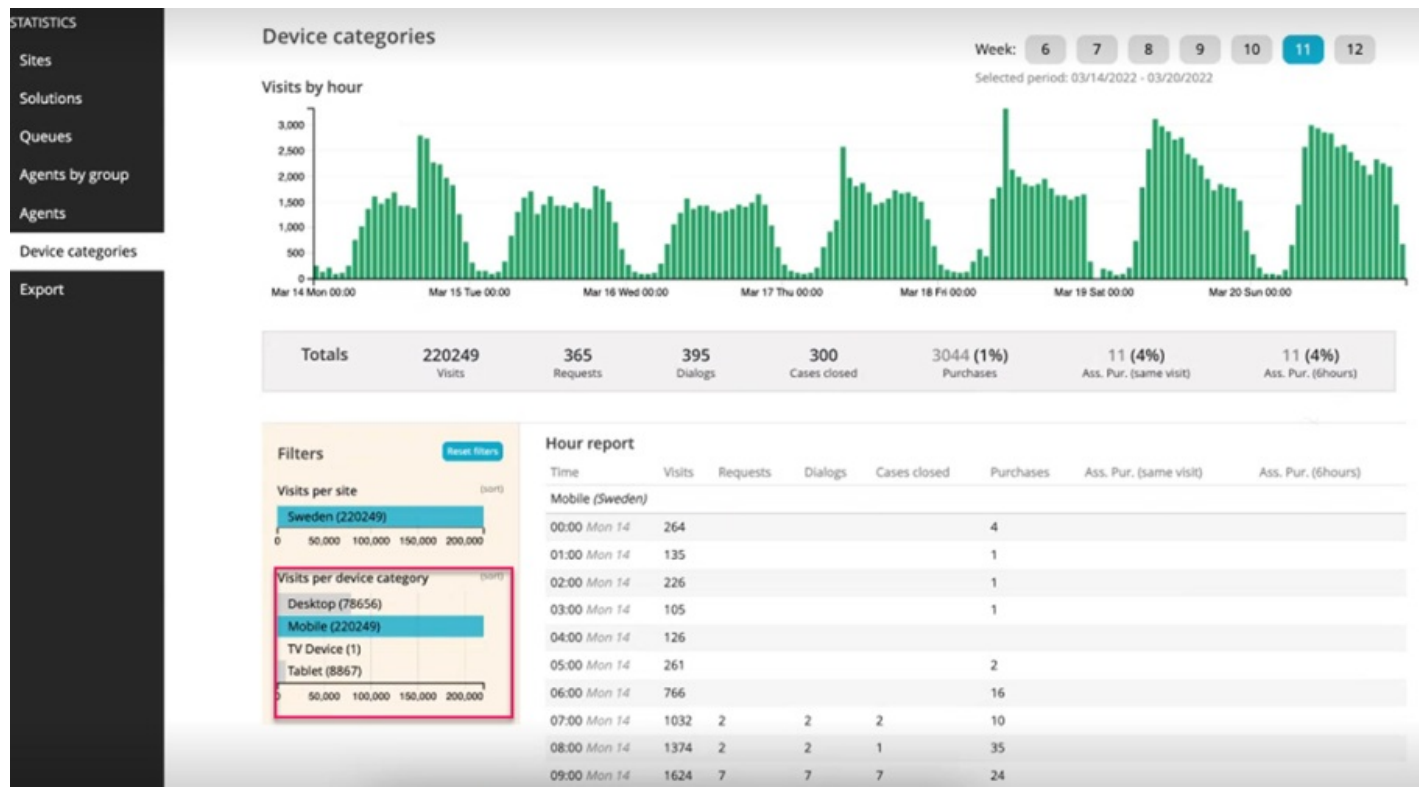 STATISTICS
Sites
Solutions
Queues
Agents by group
Agents
Device categories
Export
Device categories
Week: 6 7 8 9 10 11 12
Selected period: 03/14/2022 - 03/20/2022
Visits by hour
3,000
2,500
2,000
1,500
1,000
500
0
Mar 14 Mon 00:00 Mar 15 Tue 00:00 Mar 16 Wed 00:00 Mar 17 Thu 00:00 Mar 18 Fri 00:00 Mar 19 Sat 00:00 Mar 20 Sun 00:00
Totals 220249 365 395 300 3044 (1%) 11 (4%) 11 (4%)
Visits Requests Dialogs Cases closed Purchases Ass. Pur. (same visit) Ass. Pur. (6hours)
Filters Reset filters
Visits per site (sort)
Sweden (220249)
0 50,000 100,000 150,000 200,000
Visits per device category (sort)
Desktop (78656)
Mobile (220249)
TV Device (1)
Tablet (8867)
0 50,000 100,000 150,000 200,000
Hour report
Time Visits Requests Dialogs Cases closed Purchases Ass. Pur. (same visit) Ass. Pur. (6hours)
Mobile (Sweden)
00:00 Mon 14 264 4
01:00 Mon 14 135 1
02:00 Mon 14 226 1
03:00 Mon 14 105 1
04:00 Mon 14 126
05:00 Mon 14 261 2
06:00 Mon 14 766 16
07:00 Mon 14 1032 2 2 2 10
08:00 Mon 14 1374 2 2 1 35
09:00 Mon 14 1624 7 7 7 24